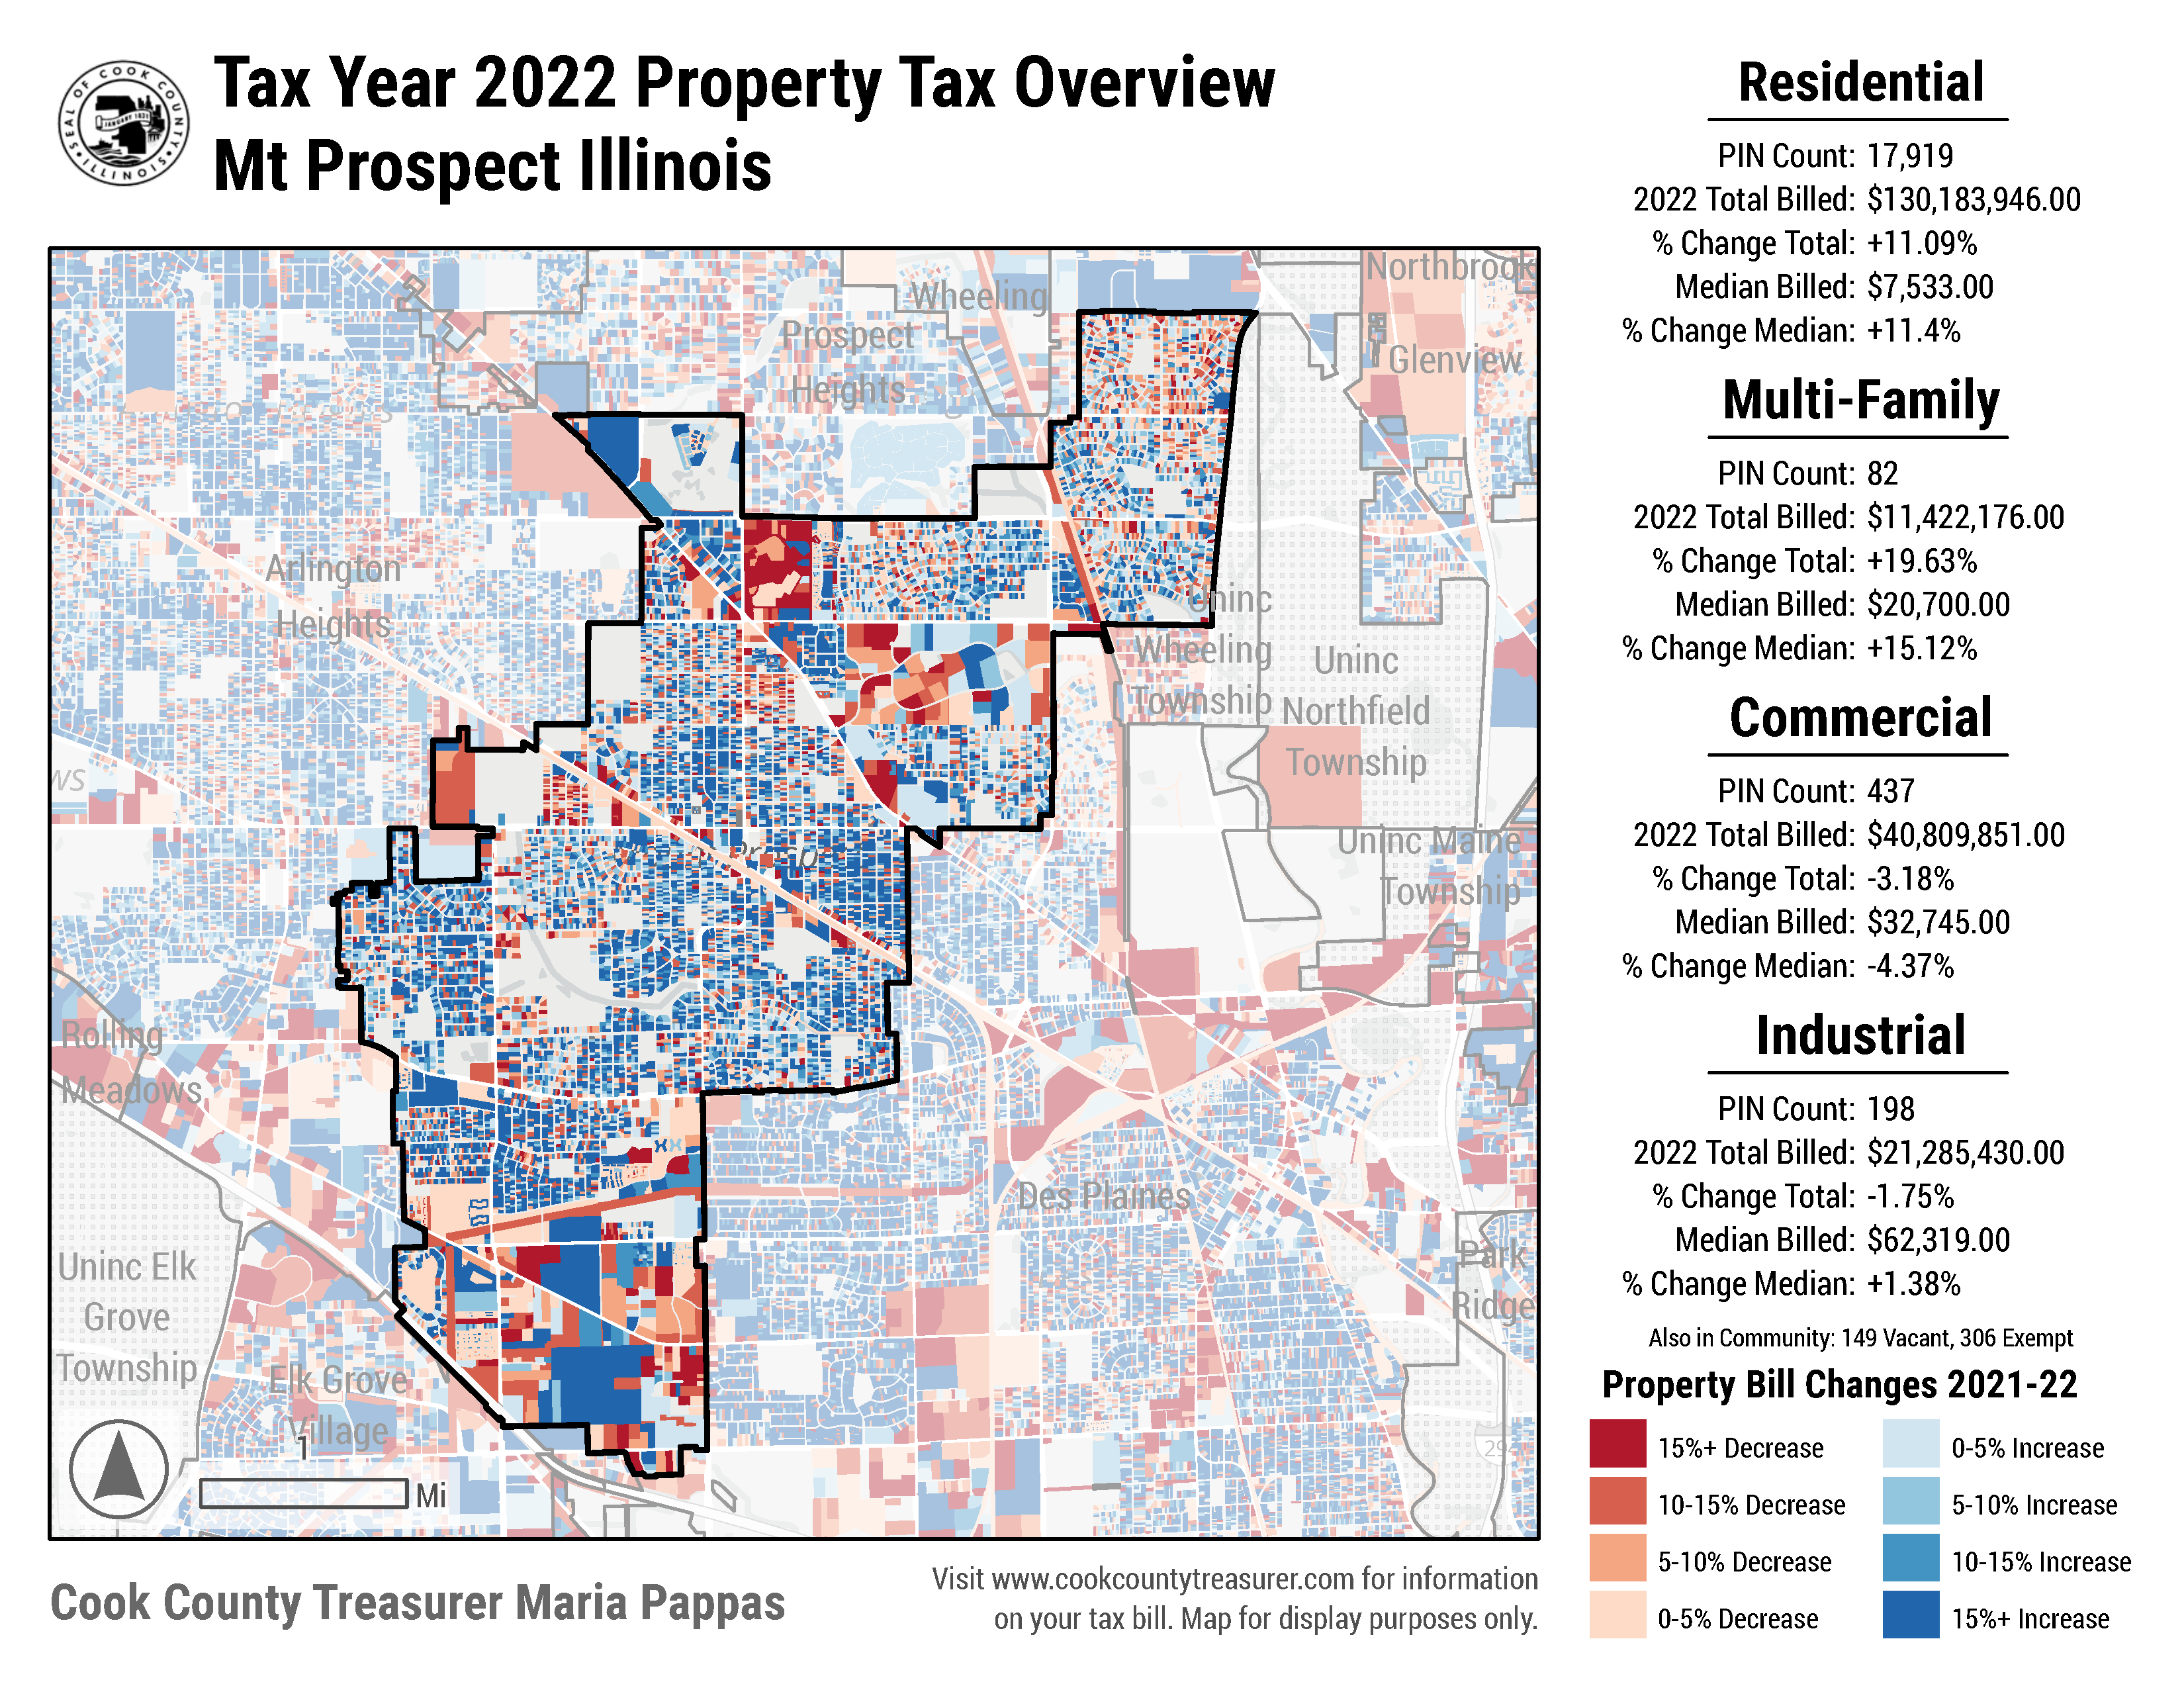 SEAL OF COOK COUNTY
ILLINOIS
JANUARY 1831
Tax Year 2022 Property Tax Overview
Mt Prospect Illinois
Northbrook
Wheeling
Prospect
Heights
Glenview
Arlington
Heights
Uninc
Wheeling
Township
Uninc
Northfield
Township
Uninc Maine
Township
Rolling
Meadows
Des Plaines
Uninc Elk
Grove
Township
Park
Ridge
Elk Grove
Village
1
Mi
Cook County Treasurer Maria Pappas
Visit www.cookcountytreasurer.com for information
on your tax bill. Map for display purposes only.
Residential
PIN Count: 17,919
2022 Total Billed: $130,183,946.00
% Change Total: +11.09%
Median Billed: $7,533.00
% Change Median: +11.4%
Multi-Family
PIN Count: 82
2022 Total Billed: $11,422,176.00
% Change Total: +19.63%
Median Billed: $20,700.00
% Change Median: +15.12%
Commercial
PIN Count: 437
2022 Total Billed: $40,809,851.00
% Change Total: -3.18%
Median Billed: $32,745.00
% Change Median: -4.37%
Industrial
PIN Count: 198
2022 Total Billed: $21,285,430.00
% Change Total: -1.75%
Median Billed: $62,319.00
% Change Median: +1.38%
Also in Community: 149 Vacant, 306 Exempt
Property Bill Changes 2021-22
15%+ Decrease
10-15% Decrease
5-10% Decrease
0-5% Decrease
0-5% Increase
5-10% Increase
10-15% Increase
15%+ Increase